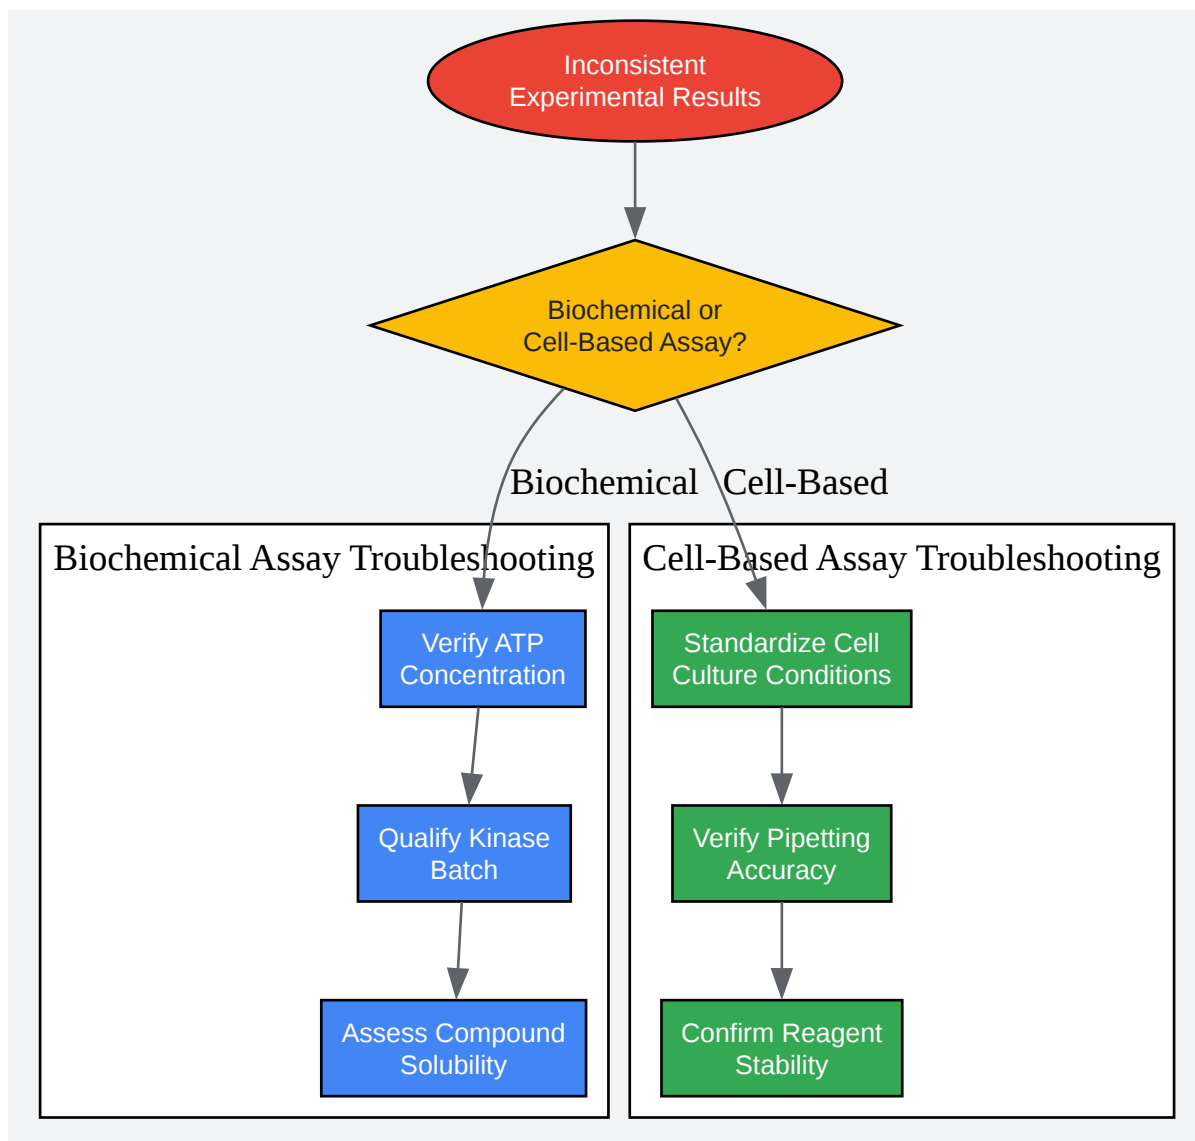 Inconsistent
Experimental Results
Biochemical or
Cell-Based Assay?
Biochemical
Cell-Based
Biochemical Assay Troubleshooting
Verify ATP
Concentration
Qualify Kinase
Batch
Assess Compound
Solubility
Cell-Based Assay Troubleshooting
Standardize Cell
Culture Conditions
Verify Pipetting
Accuracy
Confirm Reagent
Stability